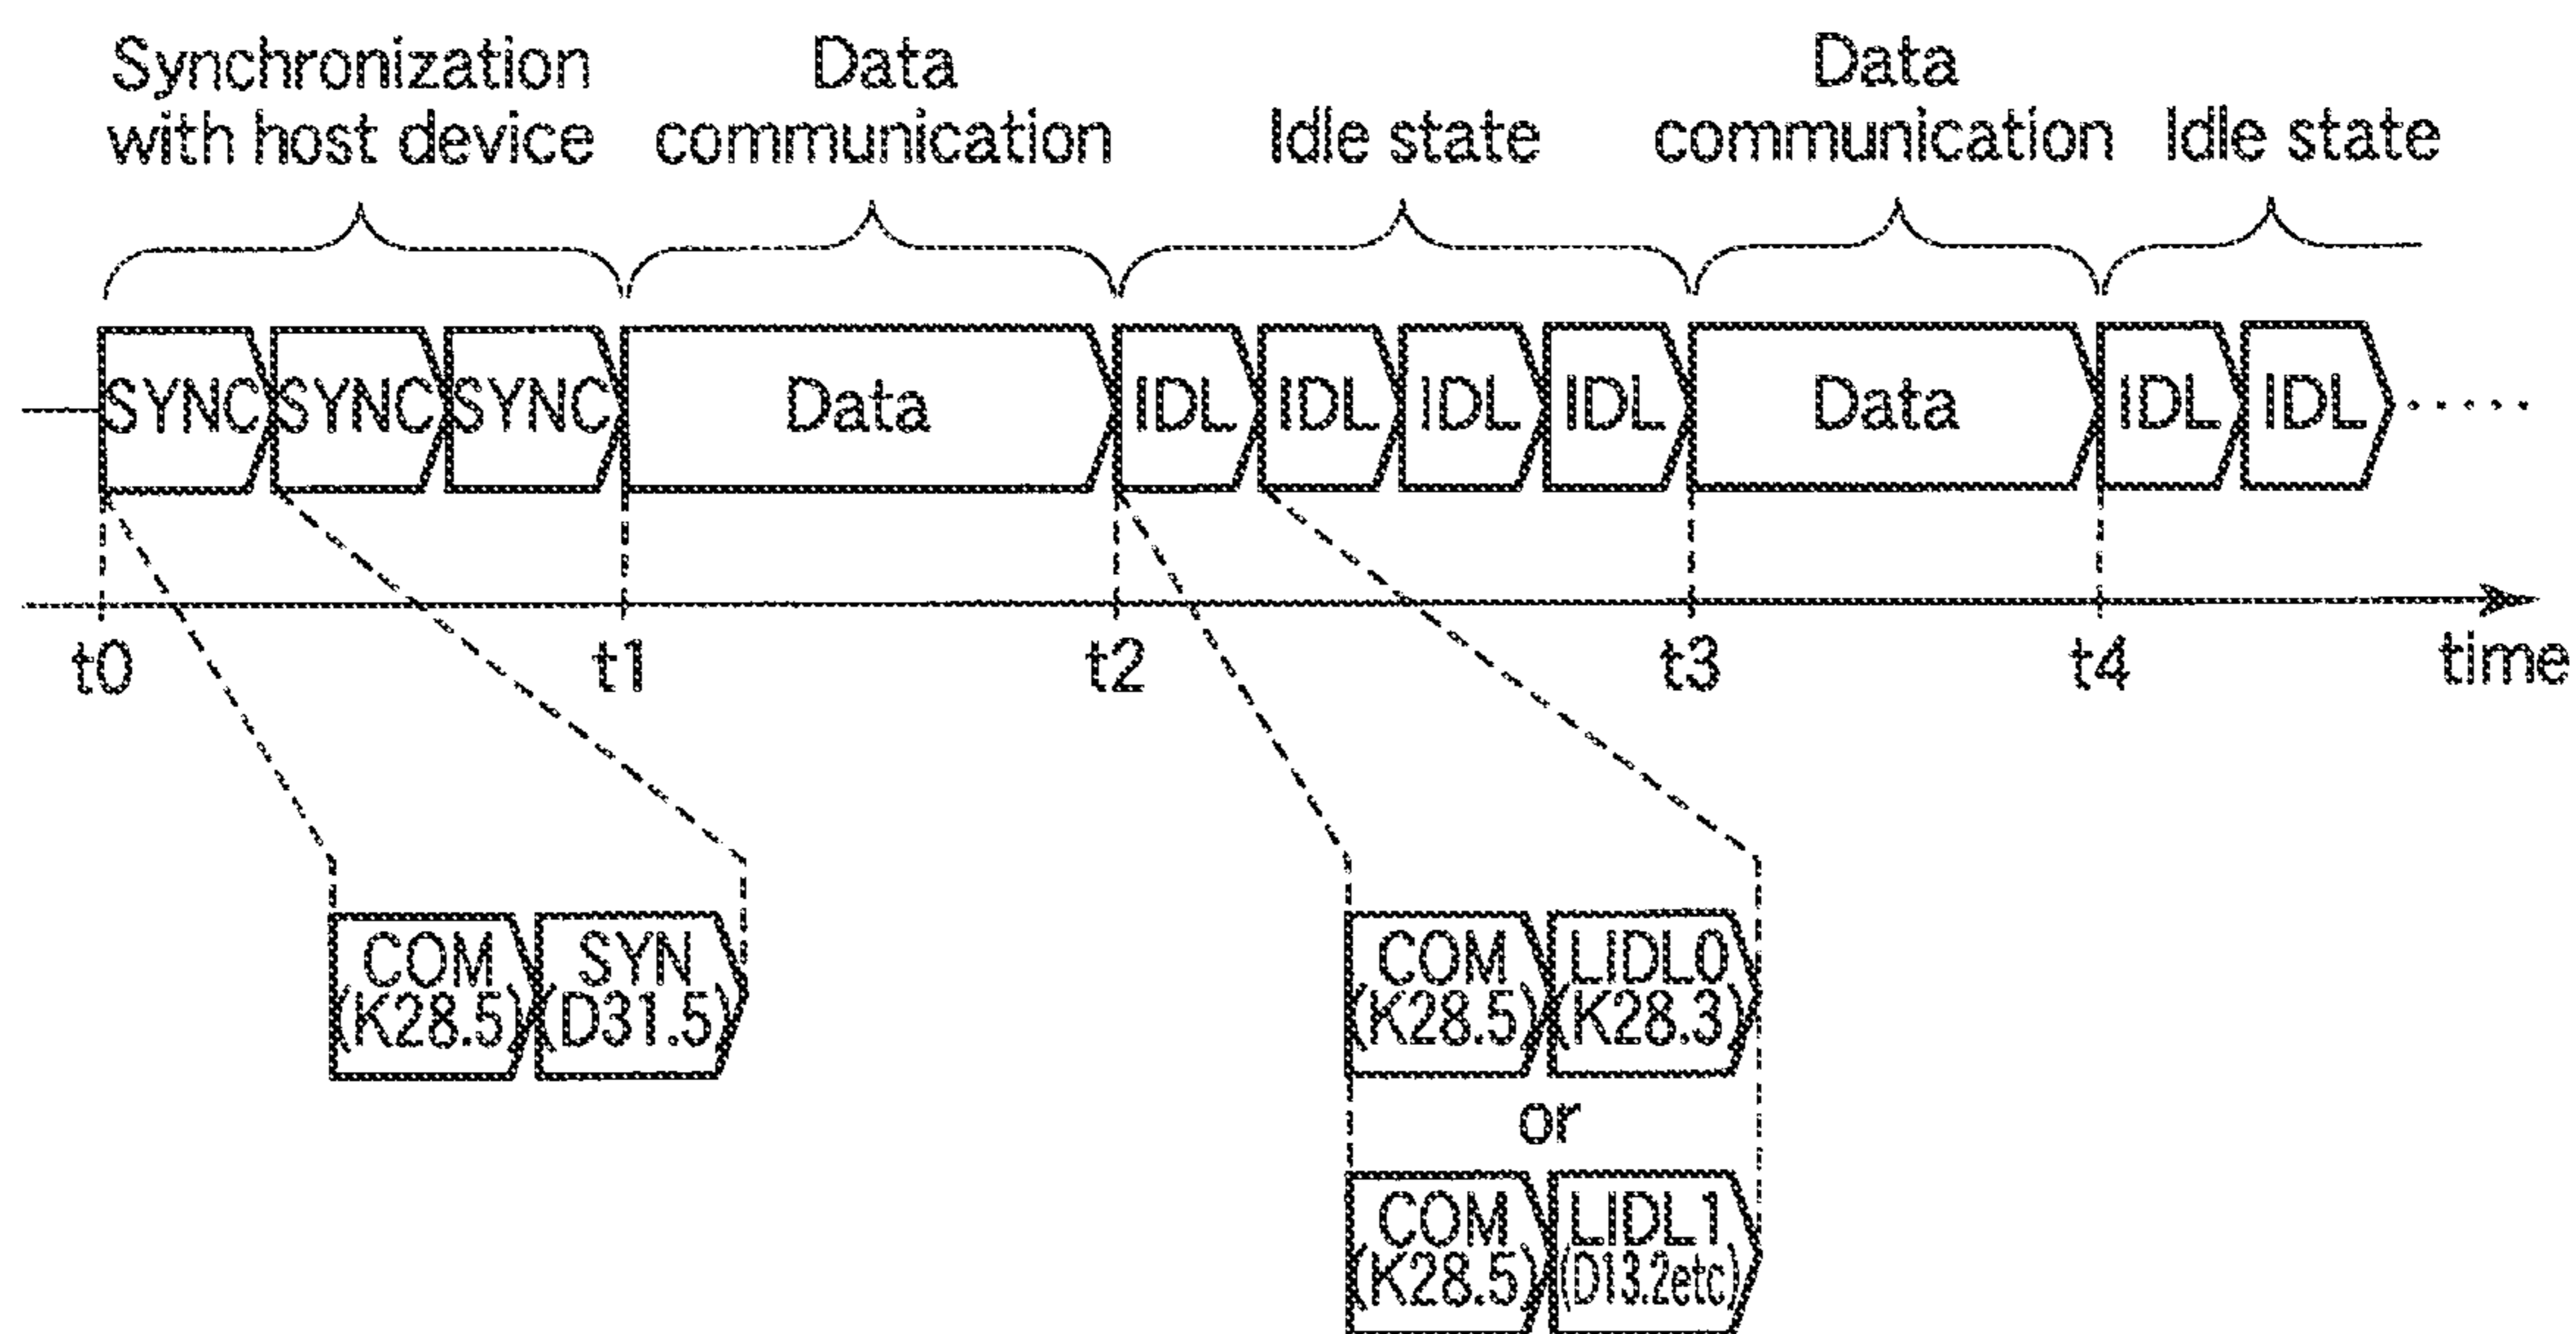 Synchronization
with host device
Data
communication
Idle state
Data
communication
Idle state
SYNC SYNC SYNC Data IDL IDL IDL IDL Data IDL IDL
t0 t1 t2 t3 t4 time
COM
(K28.5)
SYN
(D31.5)
COM
(K28.5)
LIDL0
(K28.3)
or
COM
(K28.5)
LIDL1
(D13.2etc)